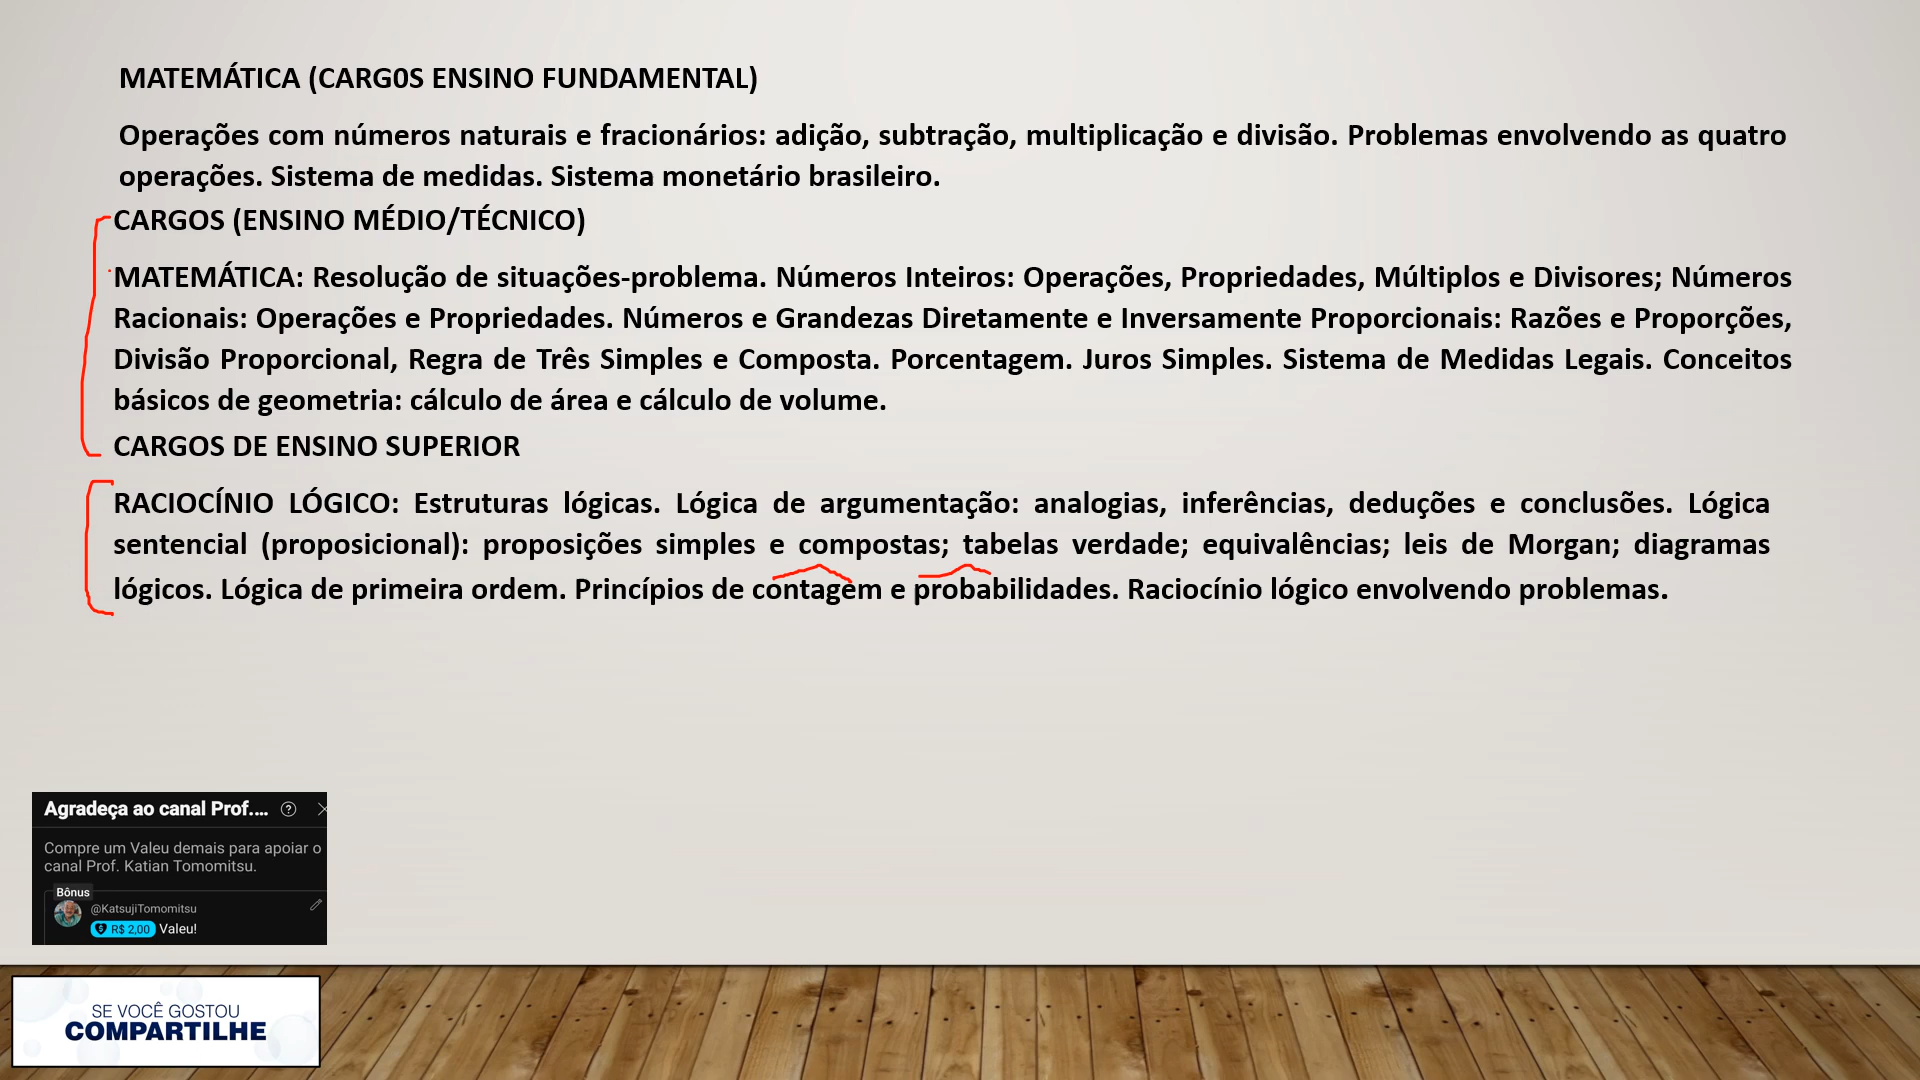 MATEMÁTICA (CARG0S ENSINO FUNDAMENTAL)
Operações com números naturais e fracionários: adição, subtração, multiplicação e divisão. Problemas envolvendo as quatro
operações. Sistema de medidas. Sistema monetário brasileiro.
CARGOS (ENSINO MÉDIO/TÉCNICO)
MATEMÁTICA: Resolução de situações-problema. Números Inteiros: Operações, Propriedades, Múltiplos e Divisores; Números
Racionais: Operações e Propriedades. Números e Grandezas Diretamente e Inversamente Proporcionais: Razões e Proporções,
Divisão Proporcional, Regra de Três Simples e Composta. Porcentagem. Juros Simples. Sistema de Medidas Legais. Conceitos
básicos de geometria: cálculo de área e cálculo de volume.
CARGOS DE ENSINO SUPERIOR
RACIOCÍNIO LÓGICO: Estruturas lógicas. Lógica de argumentação: analogias, inferências, deduções e conclusões. Lógica
sentencial (proposicional): proposições simples e compostas; tabelas verdade; equivalências; leis de Morgan; diagramas
lógicos. Lógica de primeira ordem. Princípios de contagem e probabilidades. Raciocínio lógico envolvendo problemas.
Agradeça ao canal Prof....
Compre um Valeu demais para apoiar o
canal Prof. Katian Tomomitsu.
Bônus
@KatsujiTomomitsu
R$ 2,00 Valeu!
SE VOCÊ GOSTOU
COMPARTILHE